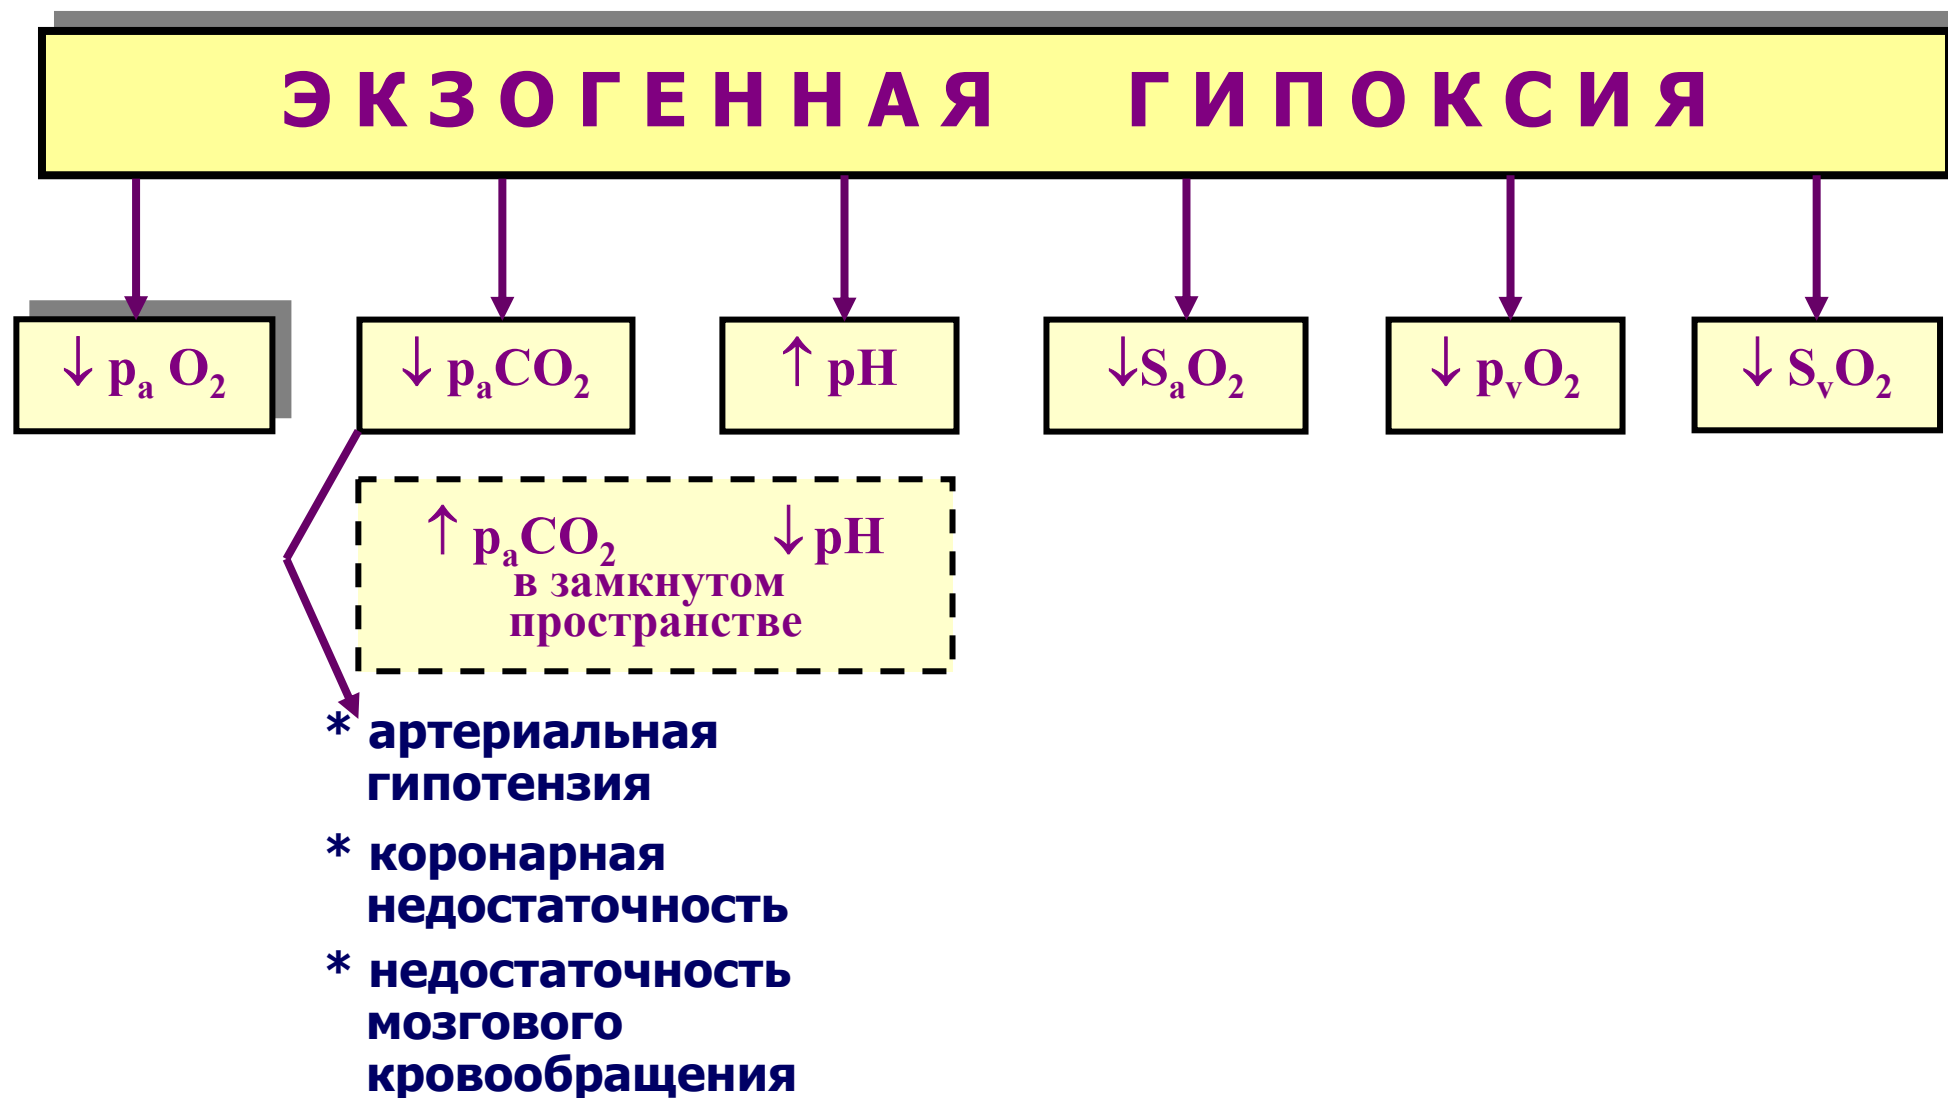 ЭКЗОГЕННАЯ ГИПОКСИЯ
↓ pₐ O₂
↓ pₐCO₂
↑ pH
↓SₐO₂
↓ pᵥO₂
↓ SᵥO₂
↑ pₐCO₂ ↓ pH
в замкнутом
пространстве
* артериальная
гипотензия
* коронарная
недостаточность
* недостаточность
мозгового
кровообращения